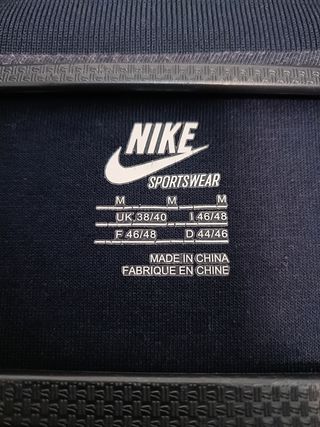 NIKE
SPORTSWEAR
M M M
UK 38/40 I 46/48
F 46/48 D 44/46
MADE IN CHINA
FABRIQUE EN CHINE